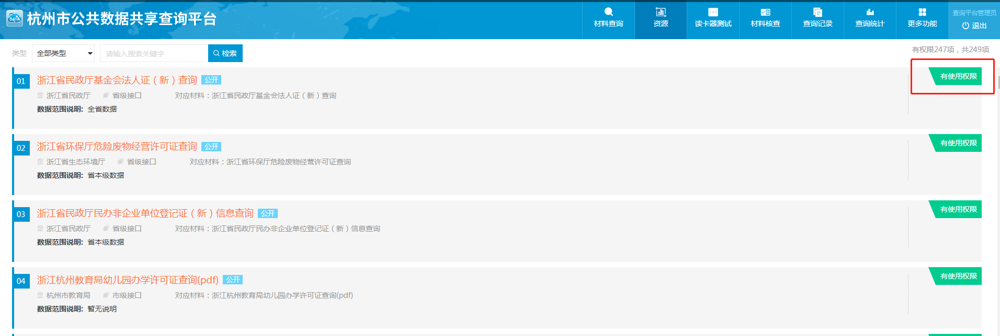 DATA
杭州市公共数据共享查询平台
材料查询
资源
读卡器测试
材料核查
查询记录
查询统计
更多功能
查询平台管理员
退出
类型
全部类型
请输入搜索关键字
检索
有权限247项，共249项
01
浙江省民政厅基金会法人证（新）查询 公开
有使用权限
浙江省民政厅 省级接口 对应材料：浙江省民政厅基金会法人证（新）查询
数据范围说明: 全省数据
02
浙江省环保厅危险废物经营许可证查询 公开
有使用权限
浙江省生态环境厅 省级接口 对应材料：浙江省环保厅危险废物经营许可证查询
数据范围说明: 省本级数据
03
浙江省民政厅民办非企业单位登记证（新）信息查询 公开
有使用权限
浙江省民政厅 省级接口 对应材料：浙江省民政厅民办非企业单位登记证（新）信息查询
数据范围说明: 省本级数据
04
浙江杭州教育局幼儿园办学许可证查询(pdf) 公开
有使用权限
杭州市教育局 市级接口 对应材料：浙江杭州教育局幼儿园办学许可证查询(pdf)
数据范围说明: 暂无说明